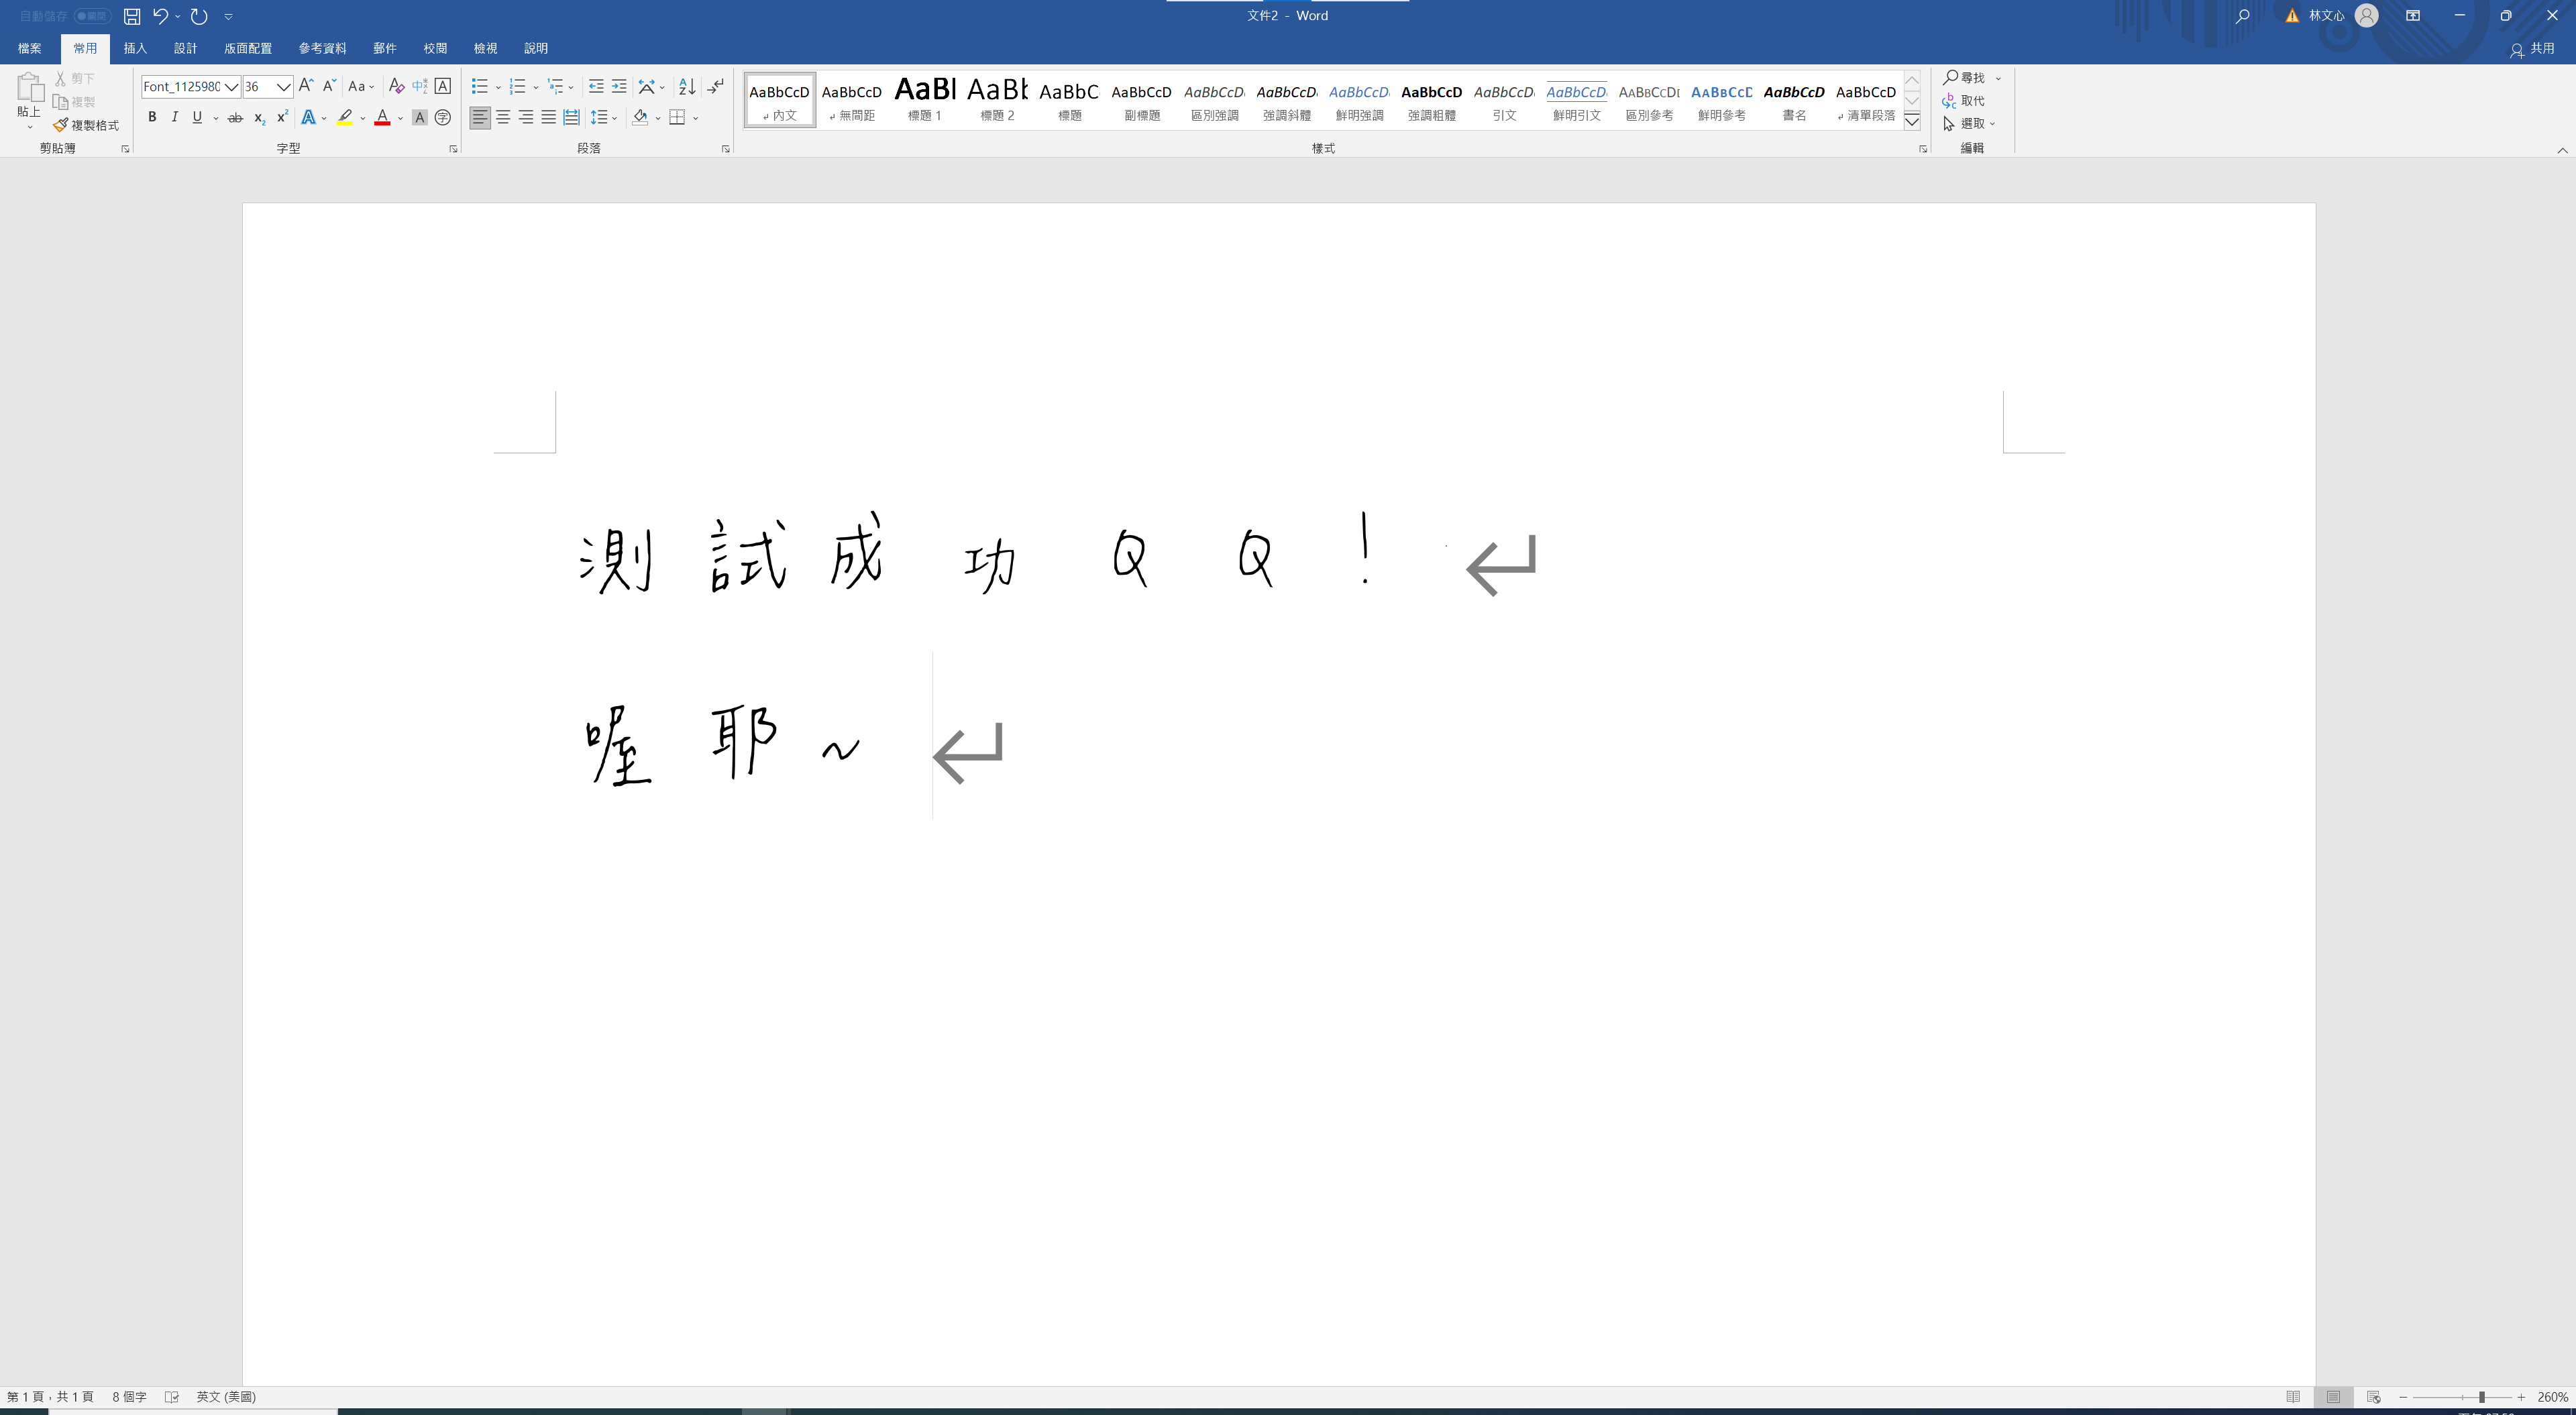 自動儲存 關閉 文件2 - Word 林文心
檔案 常用 插入 設計 版面配置 參考資料 郵件 校閱 檢視 說明 共用
貼上 剪下 複製 複製格式 剪貼簿
Font_1125980 36 字型
段落
AaBbCcD 內文 AaBbCcD 無間距 AaBl 標題 1 AaBb 標題 2 AaBbC 標題 AaBbCcD 副標題 AaBbCcD 區別強調 AaBbCcD 強調斜體 AaBbCcD 鮮明強調 AaBbCcD 強調粗體 AaBbCcD 引文 AaBbCcD 鮮明引文 AaBbCcD 區別參考 AaBbCcD 鮮明參考 AaBbCcD 書名 AaBbCcD 清單段落
樣式
尋找 取代 選取 編輯
測試成功QQ!
喔耶~
第 1 頁，共 1 頁 8 個字 英文 (美國) 260%